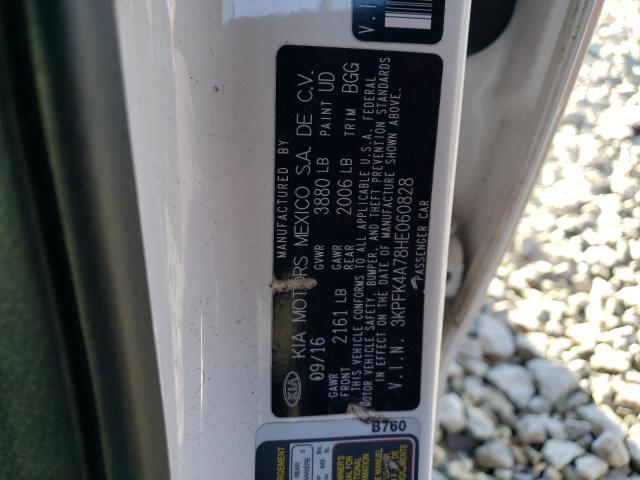 V.I.
MANUFACTURED BY
KIA KIA MOTORS MEXICO S.A. DE C.V.
09/16 GVWR 3880 LB PAINT UD
GAWR FRONT 2161 LB GAWR REAR 2006 LB TRIM BGG
THIS VEHICLE CONFORMS TO ALL APPLICABLE U.S.A. FEDERAL
MOTOR VEHICLE SAFETY, BUMPER, AND THEFT PREVENTION STANDARDS
IN EFFECT ON THE DATE OF MANUFACTURE SHOWN ABOVE.
V.I.N. 3KPFK4A78HE060828
PASSENGER CAR
B760
REAR